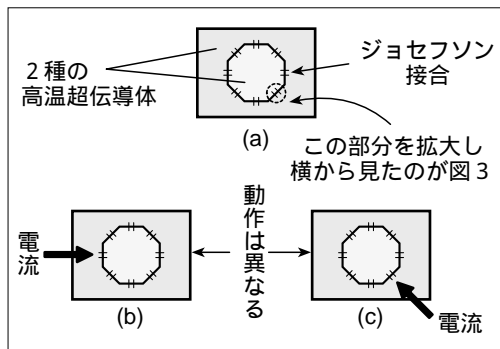 2種の
高温超伝導体
ジョセフソン
接合
(a)
この部分を拡大し
横から見たのが図3
電流
動作は異なる
(b)
(c)
電流